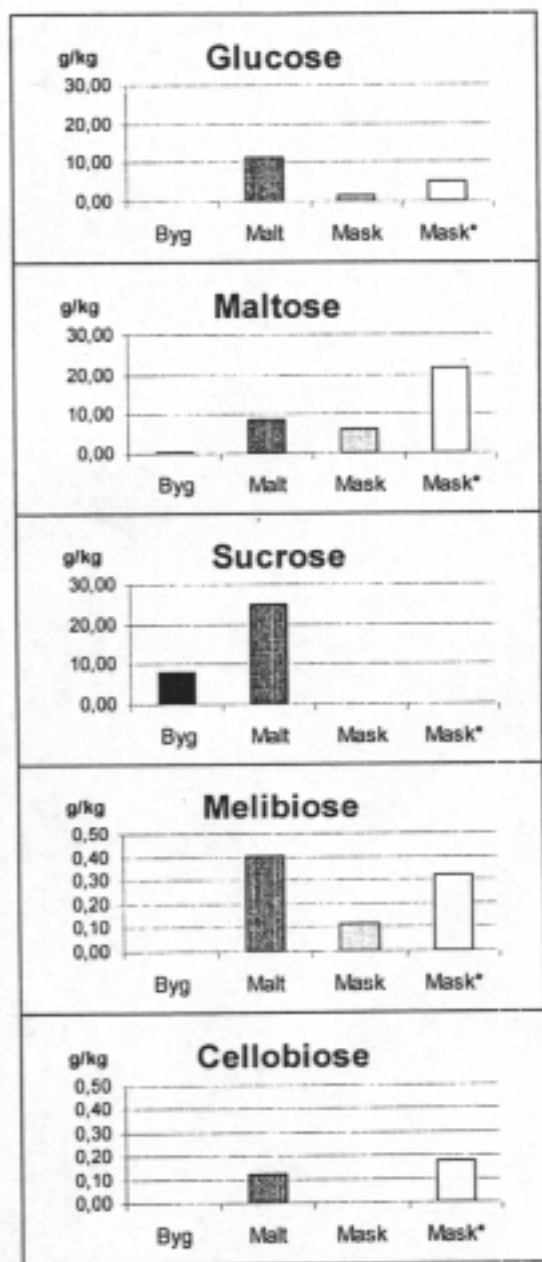 Glucose
g/kg
30,00
20,00
10,00
0,00
Byg Malt Mask Mask*
Maltose
g/kg
30,00
20,00
10,00
0,00
Byg Malt Mask Mask*
Sucrose
g/kg
30,00
20,00
10,00
0,00
Byg Malt Mask Mask*
Melibiose
g/kg
0,50
0,40
0,30
0,20
0,10
0,00
Byg Malt Mask Mask*
Cellobiose
g/kg
0,50
0,40
0,30
0,20
0,10
0,00
Byg Malt Mask Mask*